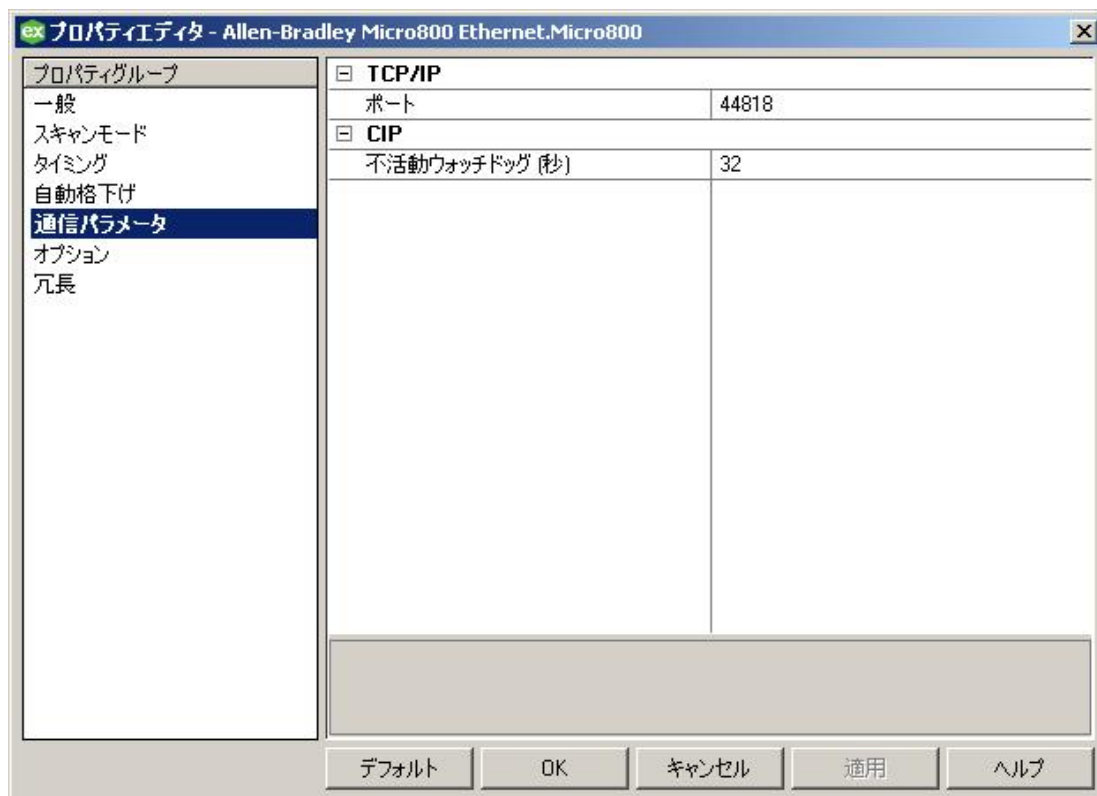 ex プロパティエディタ - Allen-Bradley Micro800 Ethernet.Micro800
プロパティグループ
一般
スキャンモード
タイミング
自動格下げ
通信パラメータ
オプション
冗長
TCP/IP
ポート 44818
CIP
不活動ウォッチドッグ (秒) 32
デフォルト OK キャンセル 適用 ヘルプ